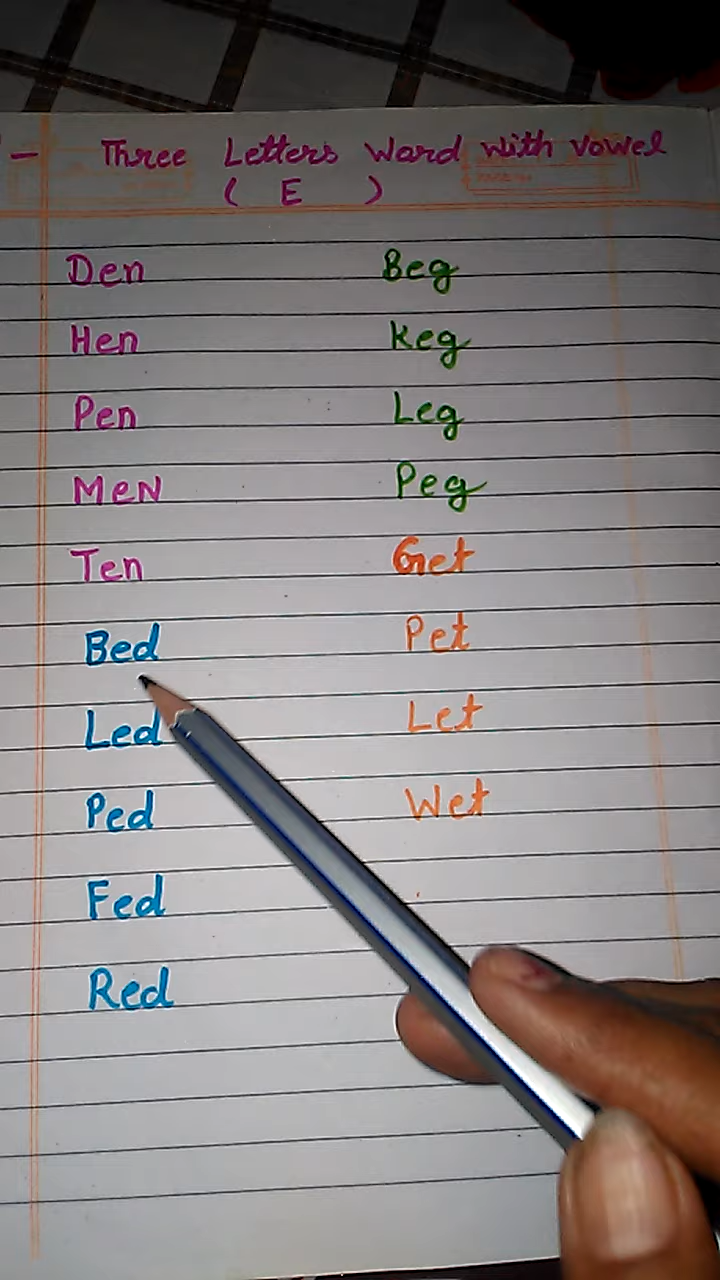 - Three Letters Word with vowel
( E )
Den
Hen
Pen
MeN
Ten
Bed
Led
Ped
Fed
Red
Beg
Keg
Leg
Peg
Get
Pet
Let
Wet